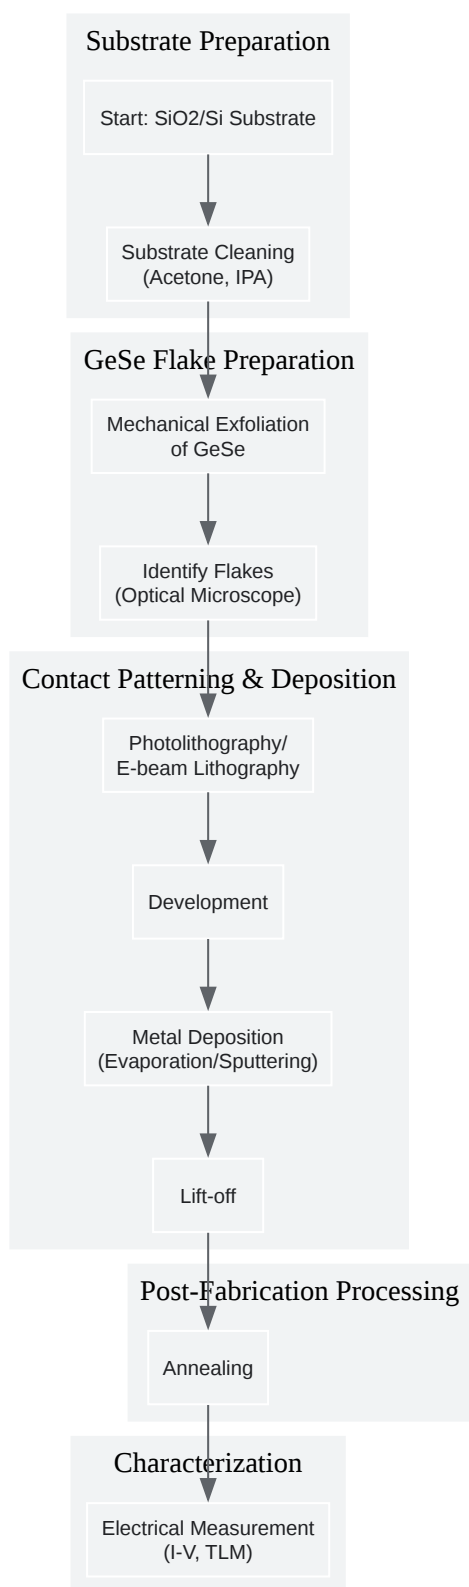 Substrate Preparation
Start: SiO2/Si Substrate
Substrate Cleaning
(Acetone, IPA)
GeSe Flake Preparation
Mechanical Exfoliation
of GeSe
Identify Flakes
(Optical Microscope)
Contact Patterning & Deposition
Photolithography/
E-beam Lithography
Development
Metal Deposition
(Evaporation/Sputtering)
Lift-off
Post-Fabrication Processing
Annealing
Characterization
Electrical Measurement
(I-V, TLM)